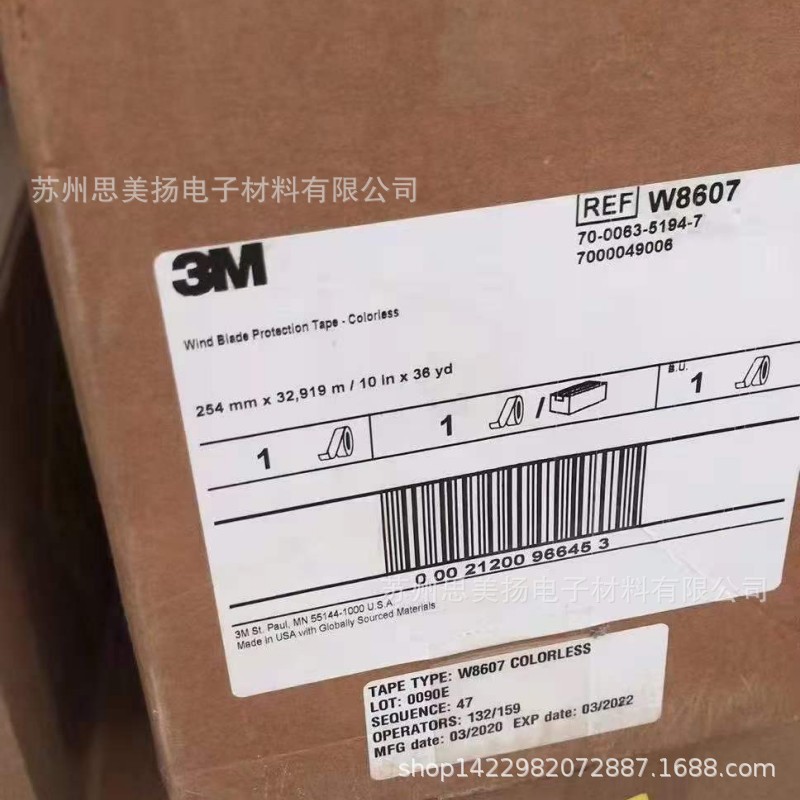 苏州思美扬电子材料有限公司
REF W8607
70-0063-5194-7
7000049006
3M
Wind Blade Protection Tape - Colorless
254 mm x 32,919 m / 10 in x 36 yd
B.U.
1 1 / 1
0 00 21200 96645 3
苏州思美扬电子材料有限公司
3M St. Paul, MN 55144-1000 U.S.A.
Made in USA with Globally Sourced Materials
TAPE TYPE: W8607 COLORLESS
LOT: 0090E
SEQUENCE: 47
OPERATORS: 132/159
MFG date: 03/2020 EXP date: 03/2022
shop1422982072887.1688.com